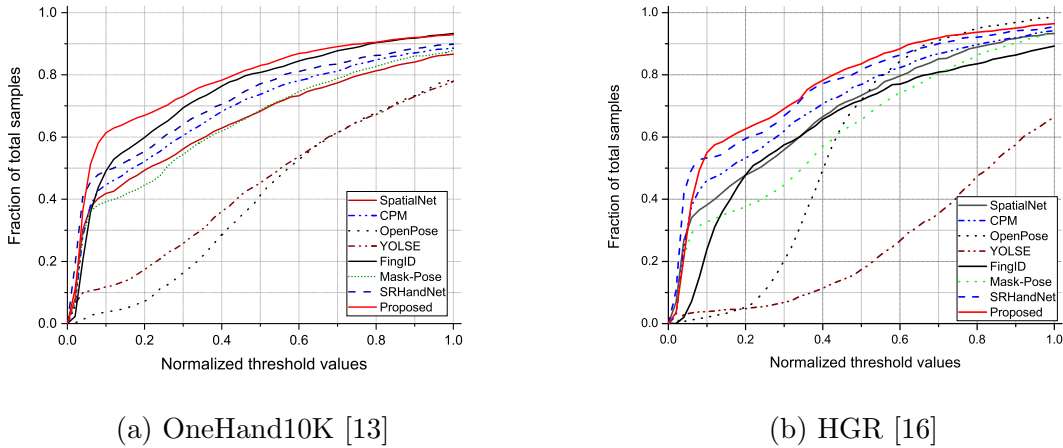 Fraction of total samples
1.0
0.8
0.6
0.4
0.2
0.0
0.0 0.2 0.4 0.6 0.8 1.0
Normalized threshold values
SpatialNet
CPM
OpenPose
YOLSE
FingID
Mask-Pose
SRHandNet
Proposed
(a) OneHand10K [13]
Fraction of total samples
1.0
0.8
0.6
0.4
0.2
0.0
0.0 0.2 0.4 0.6 0.8 1.0
Normalized threshold values
SpatialNet
CPM
OpenPose
YOLSE
FingID
Mask-Pose
SRHandNet
Proposed
(b) HGR [16]